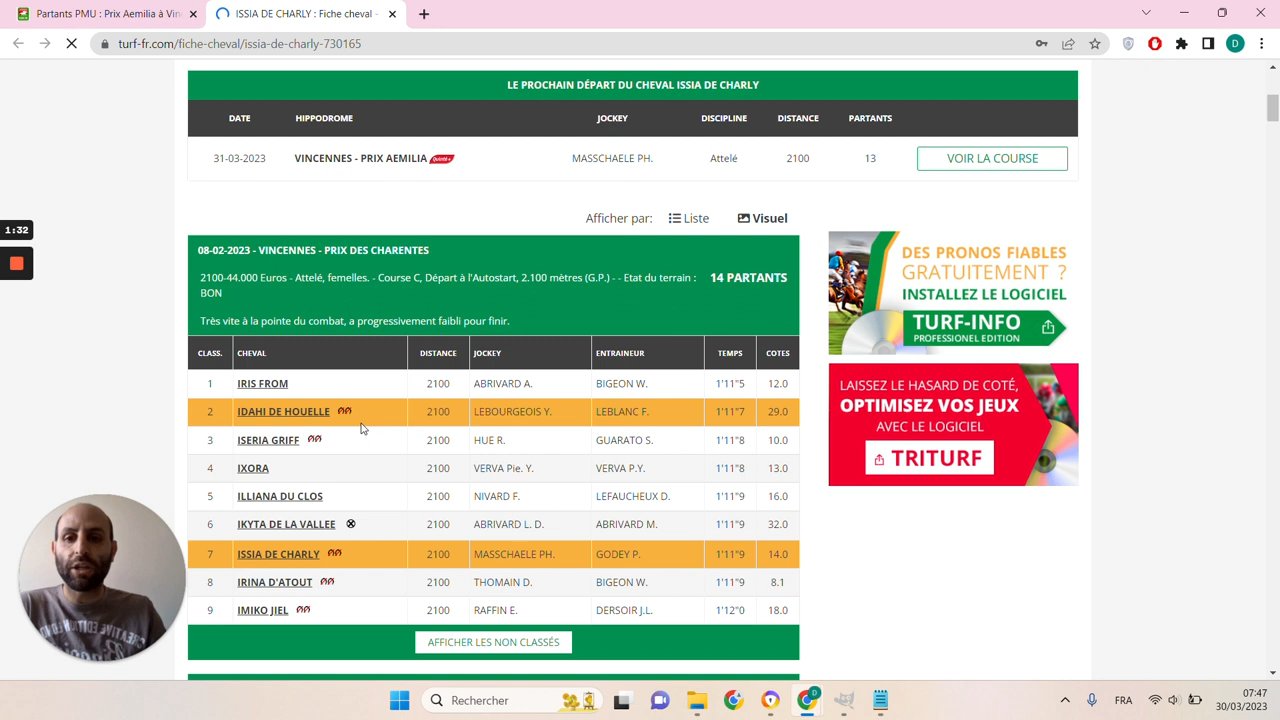 Partants PMU : Prix Aemilia à Vin
ISSIA DE CHARLY : Fiche cheval -
turf-fr.com/fiche-cheval/issia-de-charly-730165
D
LE PROCHAIN DÉPART DU CHEVAL ISSIA DE CHARLY
DATE HIPPODROME JOCKEY DISCIPLINE DISTANCE PARTANTS
31-03-2023 VINCENNES - PRIX AEMILIA Quinté+ MASSCHAELE PH. Attelé 2100 13 VOIR LA COURSE
1:32
Afficher par: Liste Visuel
08-02-2023 - VINCENNES - PRIX DES CHARENTES
2100-44.000 Euros - Attelé, femelles. - Course C, Départ à l'Autostart, 2.100 mètres (G.P.) - - Etat du terrain :
BON
14 PARTANTS
Très vite à la pointe du combat, a progressivement faibli pour finir.
CLASS. CHEVAL DISTANCE JOCKEY ENTRAINEUR TEMPS COTES
1 IRIS FROM 2100 ABRIVARD A. BIGEON W. 1'11"5 12.0
2 IDAHI DE HOUELLE 2100 LEBOURGEOIS Y. LEBLANC F. 1'11"7 29.0
3 ISERIA GRIFF 2100 HUE R. GUARATO S. 1'11"8 10.0
4 IXORA 2100 VERVA Pie. Y. VERVA P.Y. 1'11"8 13.0
5 ILLIANA DU CLOS 2100 NIVARD F. LEFAUCHEUX D. 1'11"9 16.0
6 IKYTA DE LA VALLEE 2100 ABRIVARD L. D. ABRIVARD M. 1'11"9 32.0
7 ISSIA DE CHARLY 2100 MASSCHAELE PH. GODEY P. 1'11"9 14.0
8 IRINA D'ATOUT 2100 THOMAIN D. BIGEON W. 1'11"9 8.1
9 IMIKO JIEL 2100 RAFFIN E. DERSOIR J.L. 1'12"0 18.0
AFFICHER LES NON CLASSÉS
DES PRONOS FIABLES
GRATUITEMENT ?
INSTALLEZ LE LOGICIEL
TURF-INFO
PROFESSIONEL EDITION
LAISSEZ LE HASARD DE COTÉ,
OPTIMISEZ VOS JEUX
AVEC LE LOGICIEL
TRITURF
Rechercher
D
FRA
07:47
30/03/2023